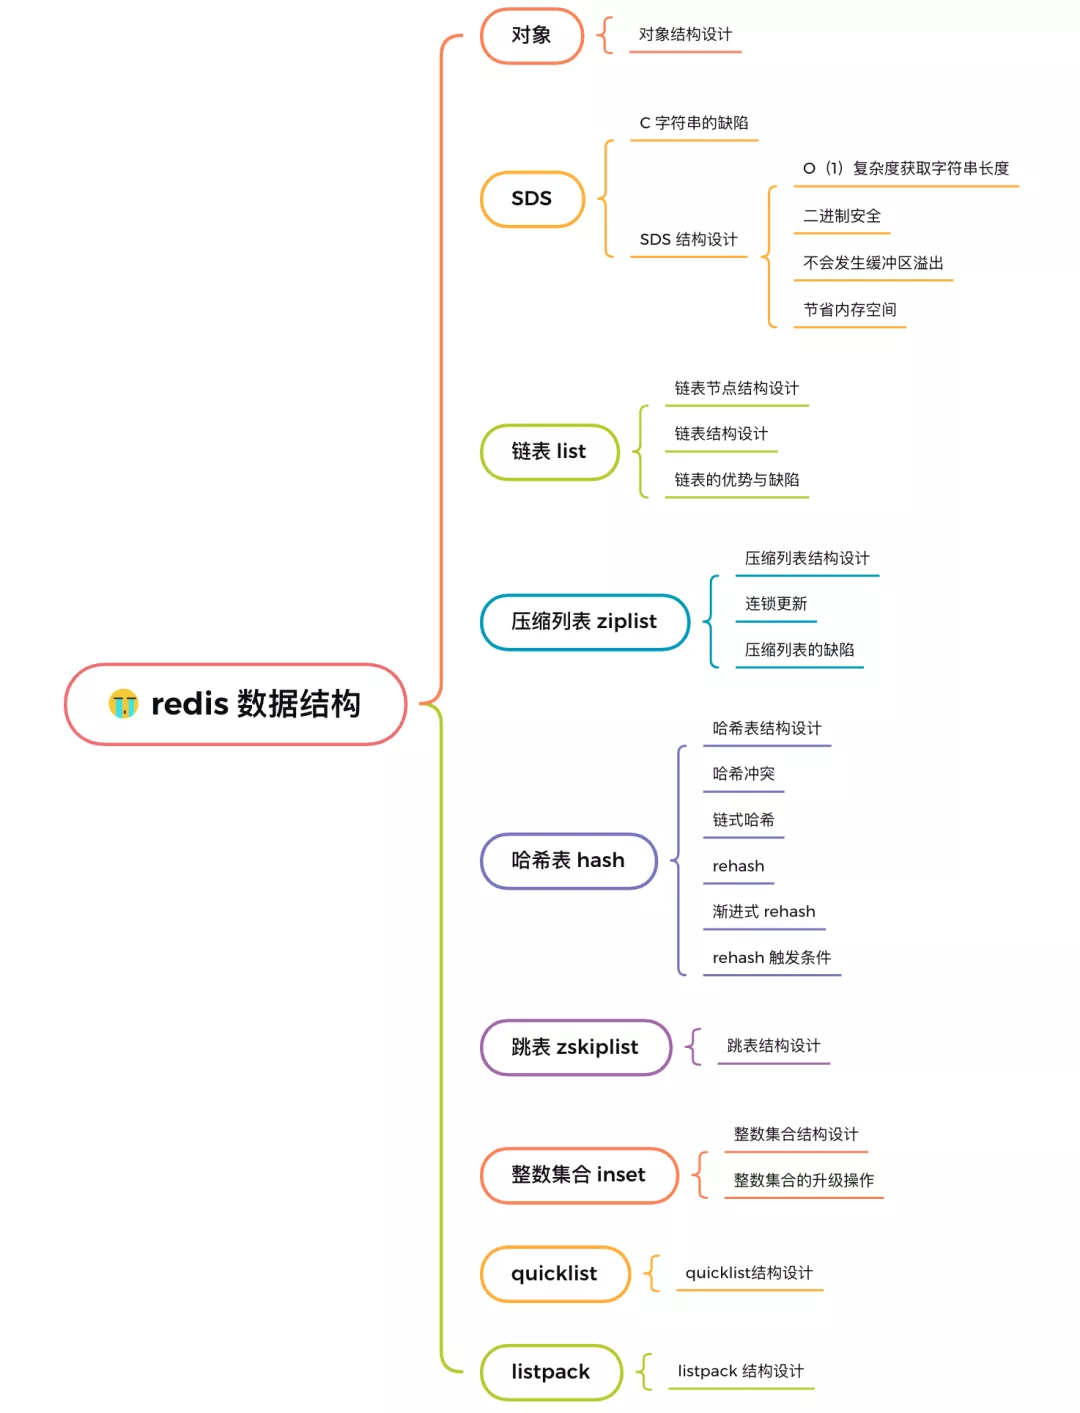 redis 数据结构
对象
对象结构设计
SDS
C 字符串的缺陷
SDS 结构设计
O（1）复杂度获取字符串长度
二进制安全
不会发生缓冲区溢出
节省内存空间
链表 list
链表节点结构设计
链表结构设计
链表的优势与缺陷
压缩列表 ziplist
压缩列表结构设计
连锁更新
压缩列表的缺陷
哈希表 hash
哈希表结构设计
哈希冲突
链式哈希
rehash
渐进式 rehash
rehash 触发条件
跳表 zskiplist
跳表结构设计
整数集合 inset
整数集合结构设计
整数集合的升级操作
quicklist
quicklist结构设计
listpack
listpack 结构设计